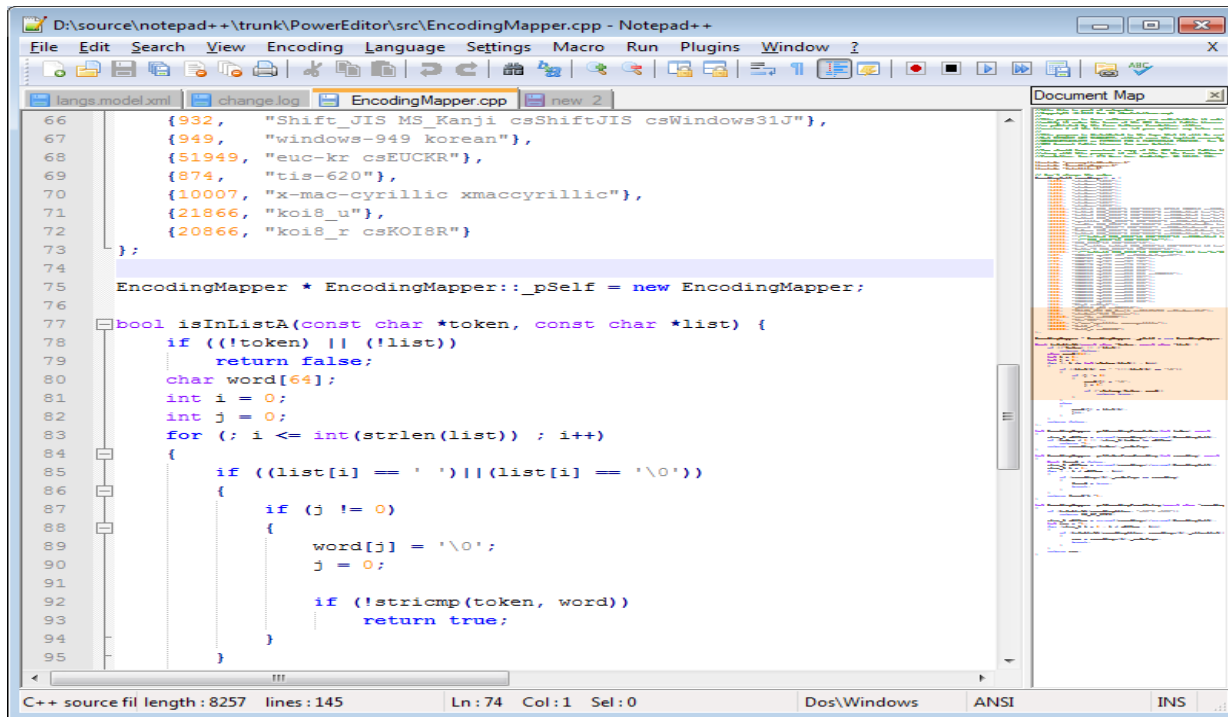 D:\source\notepad++\trunk\PowerEditor\src\EncodingMapper.cpp - Notepad++
File Edit Search View Encoding Language Settings Macro Run Plugins Window ? X
ABC
langs.model.xml change.log EncodingMapper.cpp new 2
Document Map
66 {932, "Shift_JIS MS_Kanji csShiftJIS csWindows31J"},
67 {949, "windows-949 korean"},
68 {51949, "euc-kr csEUCKR"},
69 {874, "tis-620"},
70 {10007, "x-mac-cyrillic xmaccyrillic"},
71 {21866, "koi8_u"},
72 {20866, "koi8_r csKOI8R"}
73 };
74
75 EncodingMapper * EncodingMapper::_pSelf = new EncodingMapper;
76
77 bool isInListA(const char *token, const char *list) {
78 if ((!token) || (!list))
79 return false;
80 char word[64];
81 int i = 0;
82 int j = 0;
83 for (; i <= int(strlen(list)) ; i++)
84 {
85 if ((list[i] == ' ')||(list[i] == '\0'))
86 {
87 if (j != 0)
88 {
89 word[j] = '\0';
90 j = 0;
91
92 if (!stricmp(token, word))
93 return true;
94 }
95 }
C++ source fil length : 8257 lines : 145 Ln : 74 Col : 1 Sel : 0 Dos\Windows ANSI INS